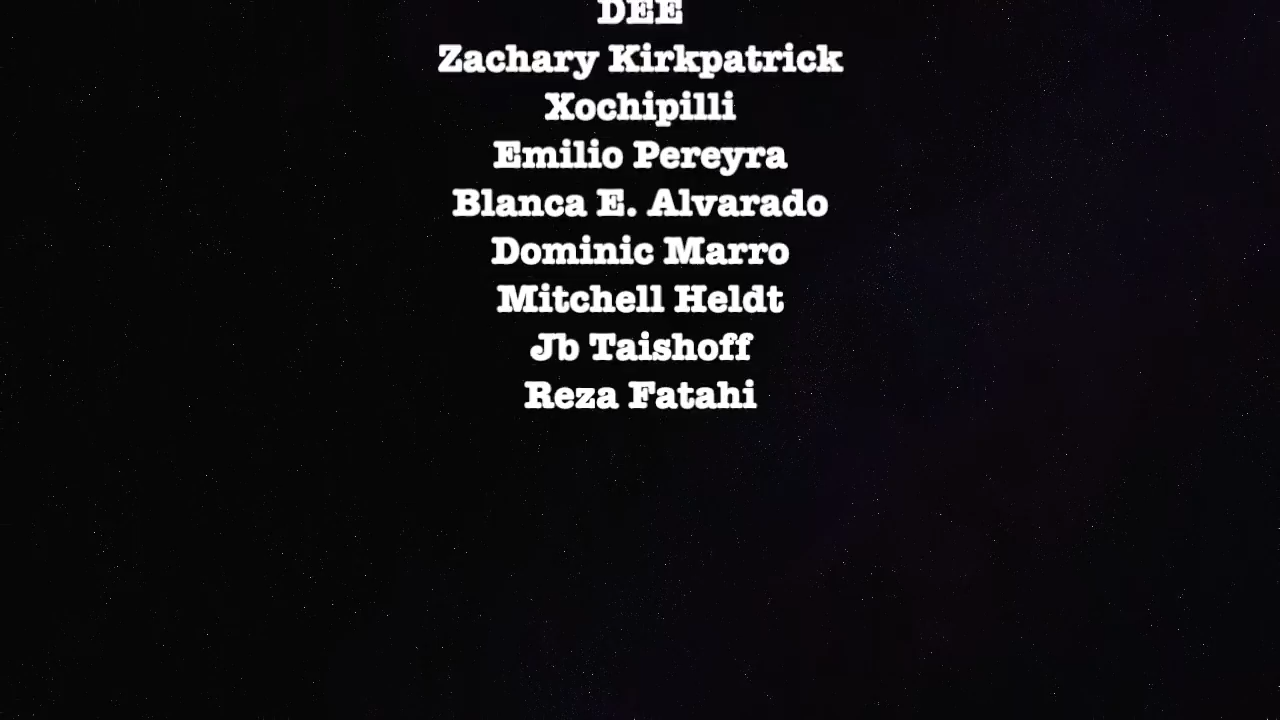 DEE
Zachary Kirkpatrick
Xochipilli
Emilio Pereyra
Blanca E. Alvarado
Dominic Marro
Mitchell Heldt
Jb Taishoff
Reza Fatahi